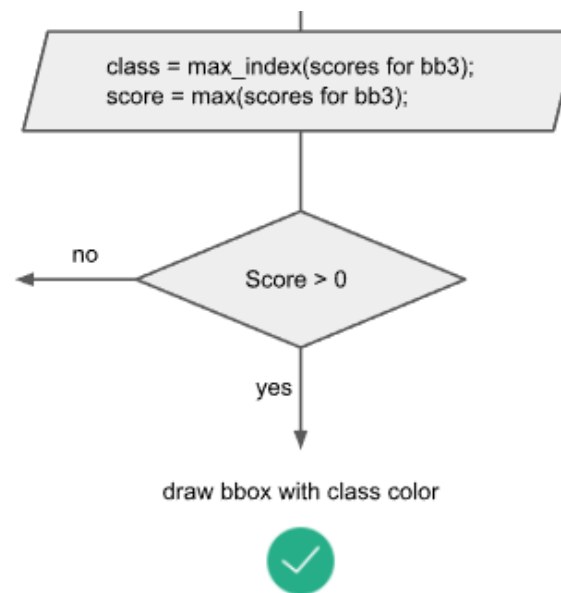 class = max_index(scores for bb3);
score = max(scores for bb3);
no
Score > 0
yes
draw bbox with class color